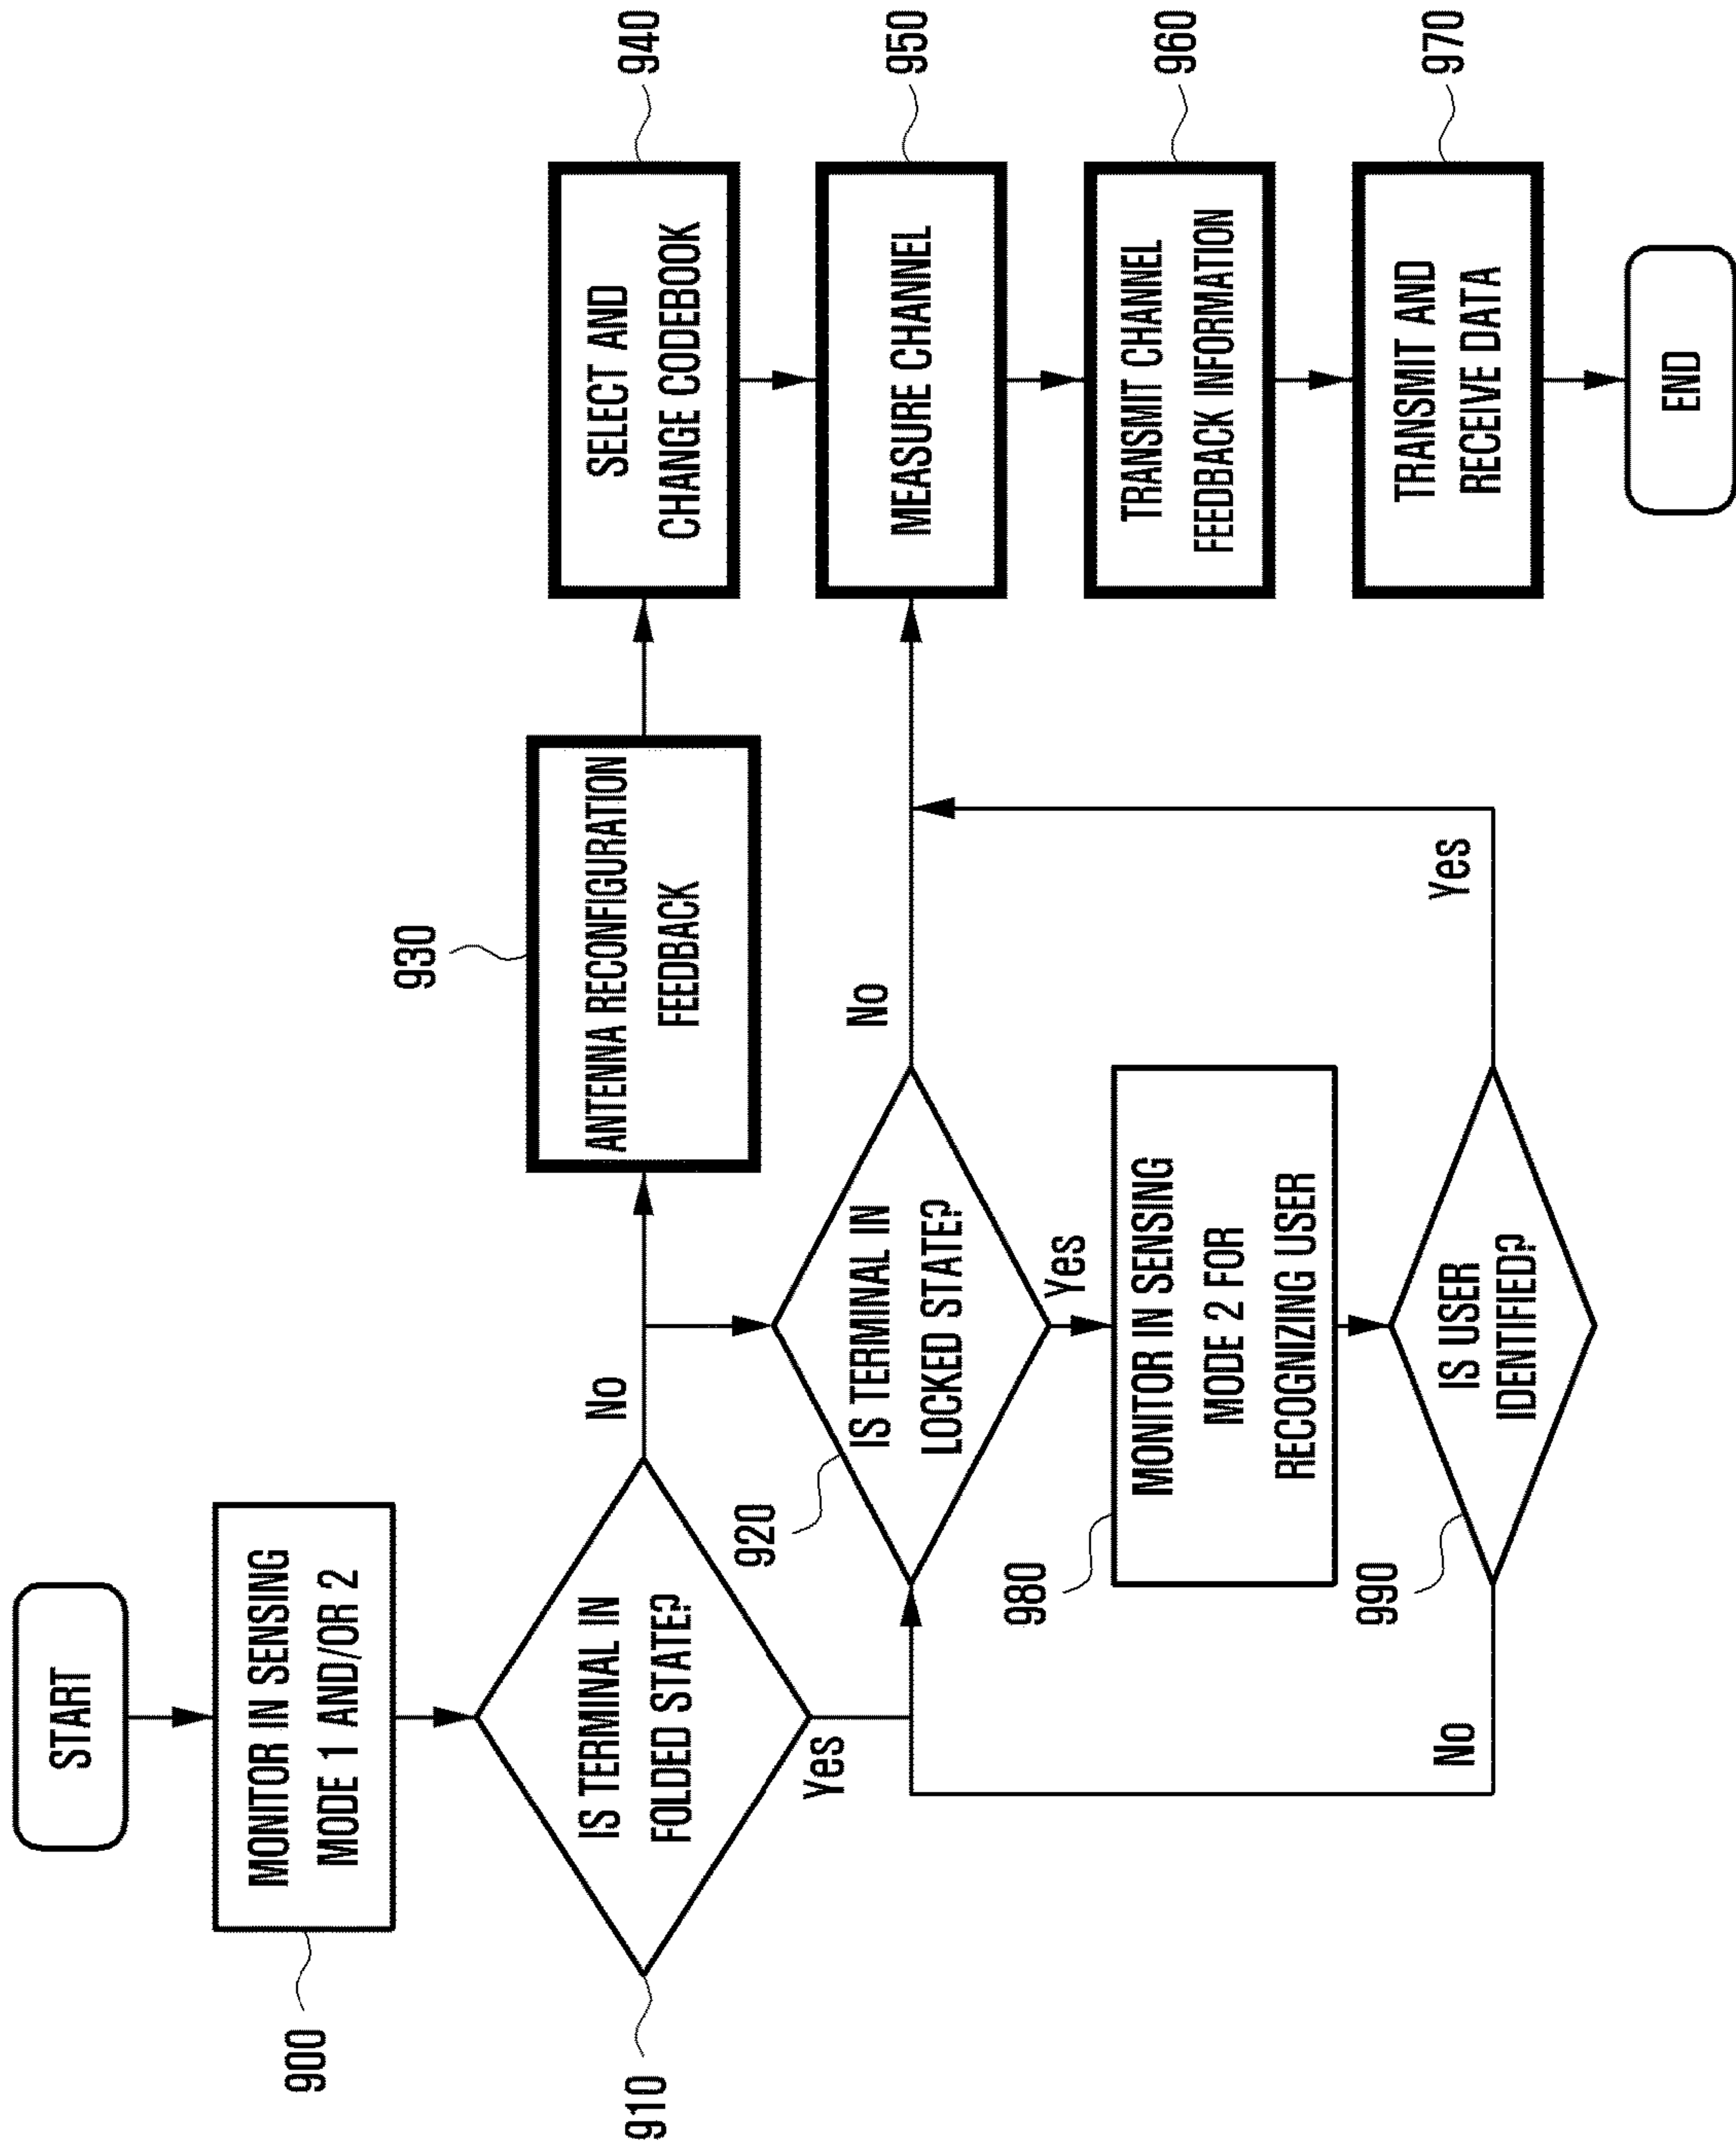 START
900
MONITOR IN SENSING
MODE 1 AND/OR 2
910
IS TERMINAL IN
FOLDED STATE?
No
Yes
930
ANTENNA RECONFIGURATION
FEEDBACK
940
SELECT AND
CHANGE CODEBOOK
920
IS TERMINAL IN
LOCKED STATE?
No
Yes
950
MEASURE CHANNEL
980
MONITOR IN SENSING
MODE 2 FOR
RECOGNIZING USER
960
TRANSMIT CHANNEL
FEEDBACK INFORMATION
990
IS USER
IDENTIFIED?
No
Yes
970
TRANSMIT AND
RECEIVE DATA
END